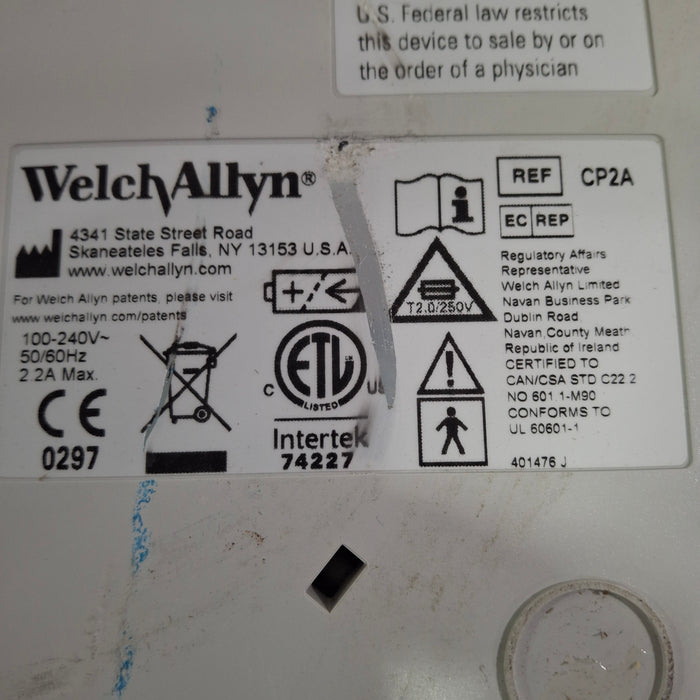 U.S. Federal law restricts
this device to sale by or on
the order of a physician
WelchAllyn®
4341 State Street Road
Skaneateles Falls, NY 13153 U.S.A.
www.welchallyn.com
For Welch Allyn patents, please visit
www.welchallyn.com/patents
100-240V~
50/60Hz
2.2A Max.
CE
0297
C ETL US
LISTED
Intertek
74227
i
T2.0/250V
!
REF CP2A
EC REP
Regulatory Affairs
Representative
Welch Allyn Limited
Navan Business Park
Dublin Road
Navan, County Meath
Republic of Ireland
CERTIFIED TO
CAN/CSA STD C22.2
NO 601.1-M90
CONFORMS TO
UL 60601-1
401476 J